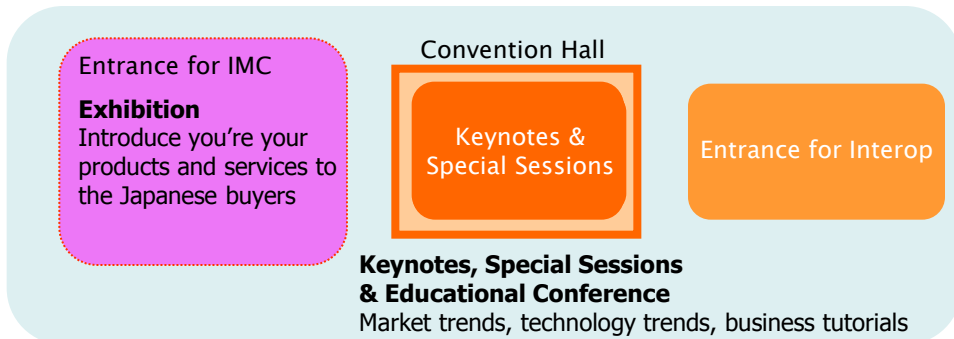 Entrance for IMC
Exhibition
Introduce you’re your
products and services to
the Japanese buyers
Convention Hall
Keynotes &
Special Sessions
Entrance for Interop
Keynotes, Special Sessions
& Educational Conference
Market trends, technology trends, business tutorials